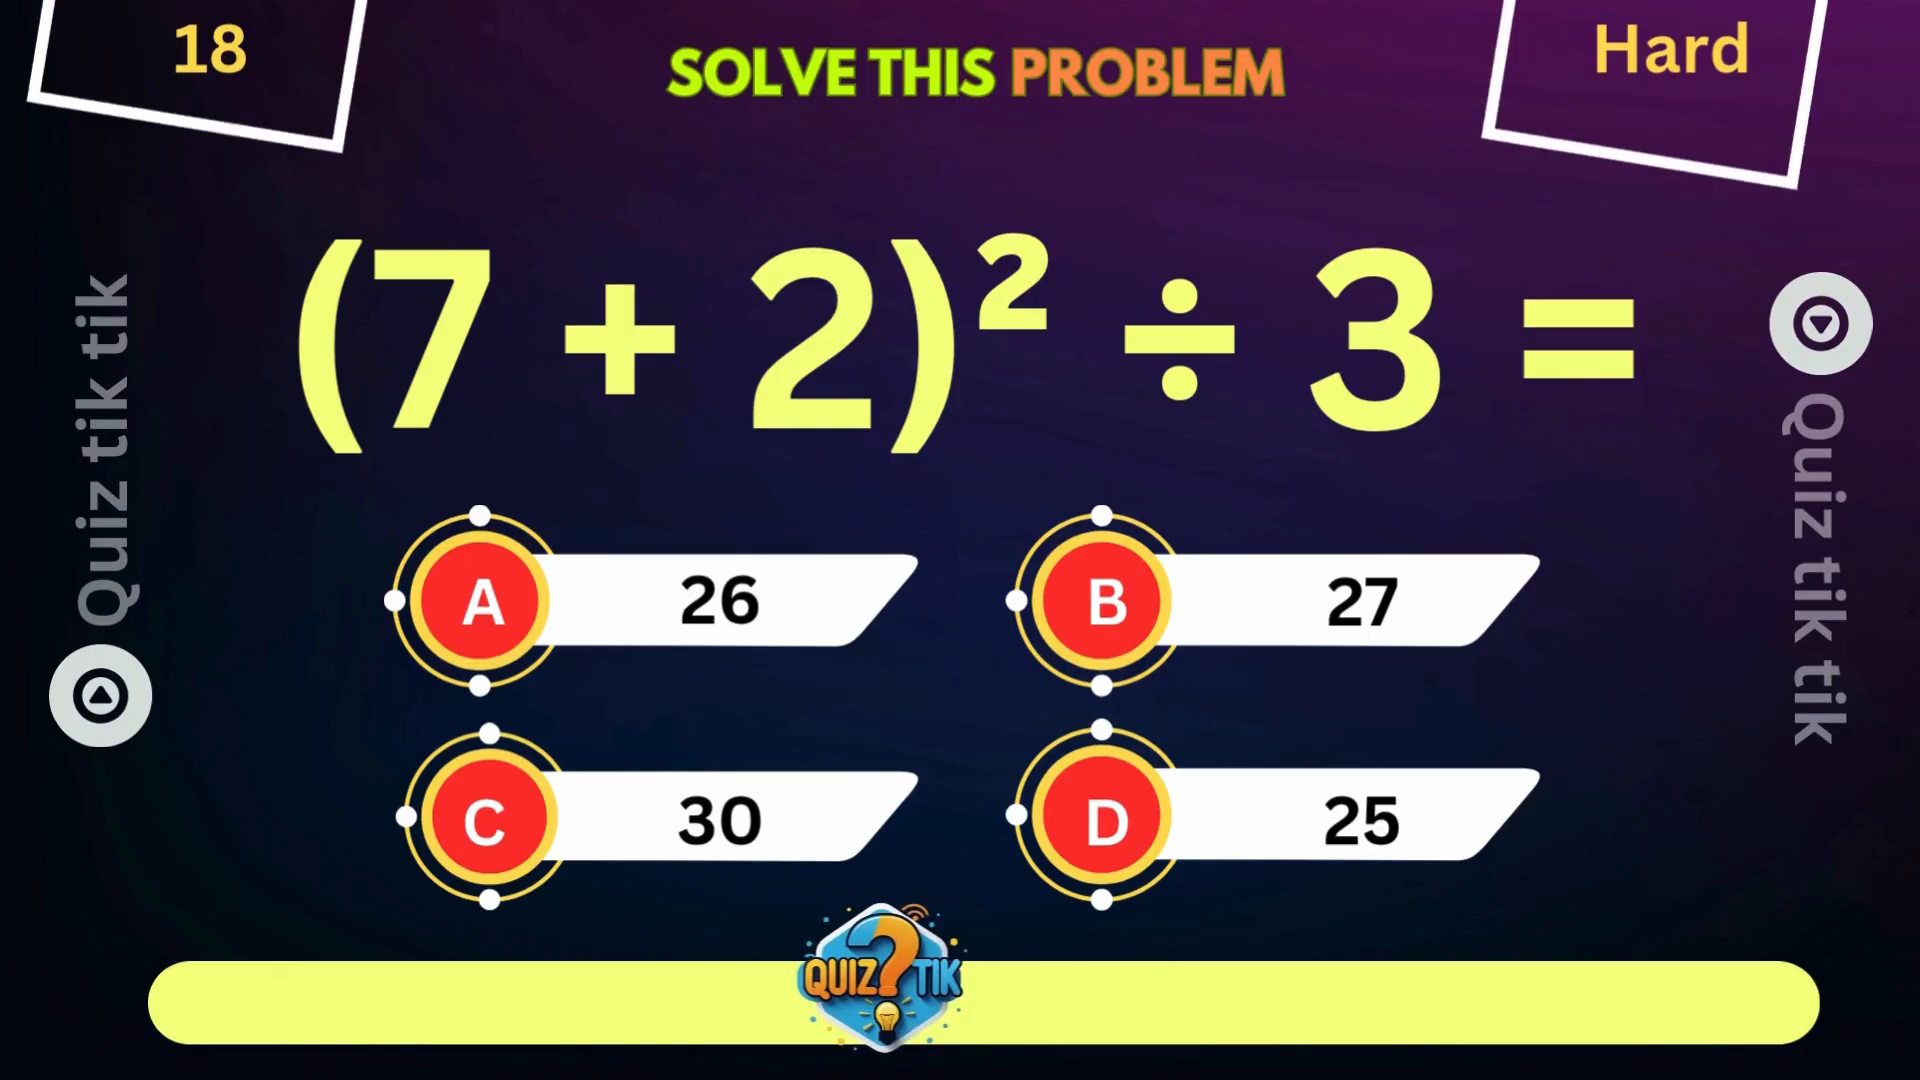 18
SOLVE THIS PROBLEM
Hard
(7 + 2)² ÷ 3 =
Quiz tik tik
Quiz tik tik
A 26
B 27
C 30
D 25
QUIZ ? TIK